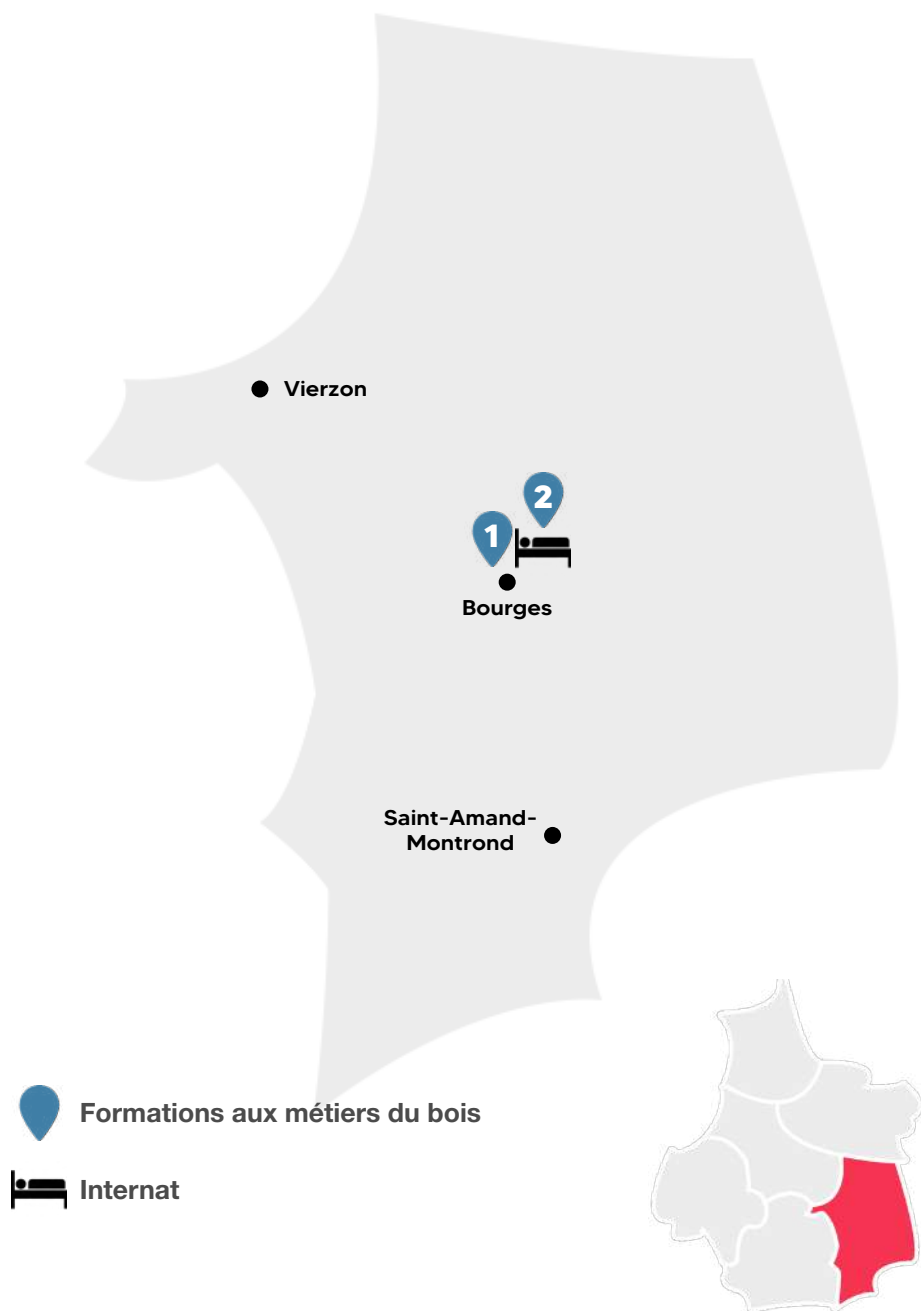 Vierzon
2
1
Bourges
Saint-Amand-
Montrond
Formations aux métiers du bois
Internat